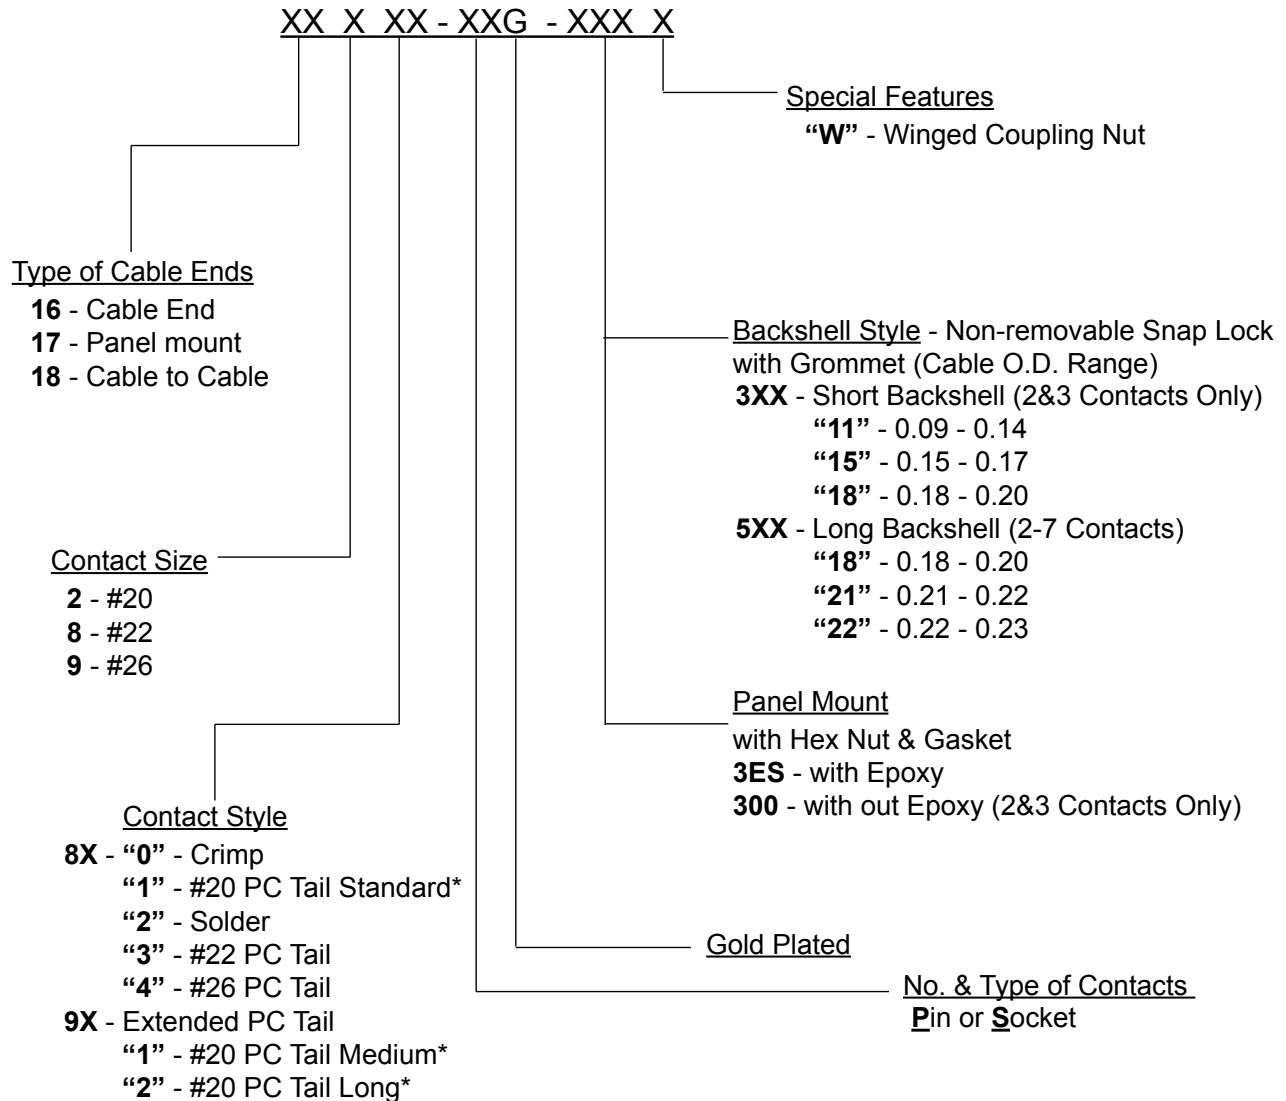 XX X XX - XXG - XXX X
Special Features
“W” - Winged Coupling Nut
Type of Cable Ends
16 - Cable End
17 - Panel mount
18 - Cable to Cable
Backshell Style - Non-removable Snap Lock
with Grommet (Cable O.D. Range)
3XX - Short Backshell (2&3 Contacts Only)
“11” - 0.09 - 0.14
“15” - 0.15 - 0.17
“18” - 0.18 - 0.20
5XX - Long Backshell (2-7 Contacts)
“18” - 0.18 - 0.20
“21” - 0.21 - 0.22
“22” - 0.22 - 0.23
Contact Size
2 - #20
8 - #22
9 - #26
Panel Mount
with Hex Nut & Gasket
3ES - with Epoxy
300 - with out Epoxy (2&3 Contacts Only)
Contact Style
8X - “0” - Crimp
“1” - #20 PC Tail Standard*
“2” - Solder
“3” - #22 PC Tail
“4” - #26 PC Tail
9X - Extended PC Tail
“1” - #20 PC Tail Medium*
“2” - #20 PC Tail Long*
Gold Plated
No. & Type of Contacts
Pin or Socket